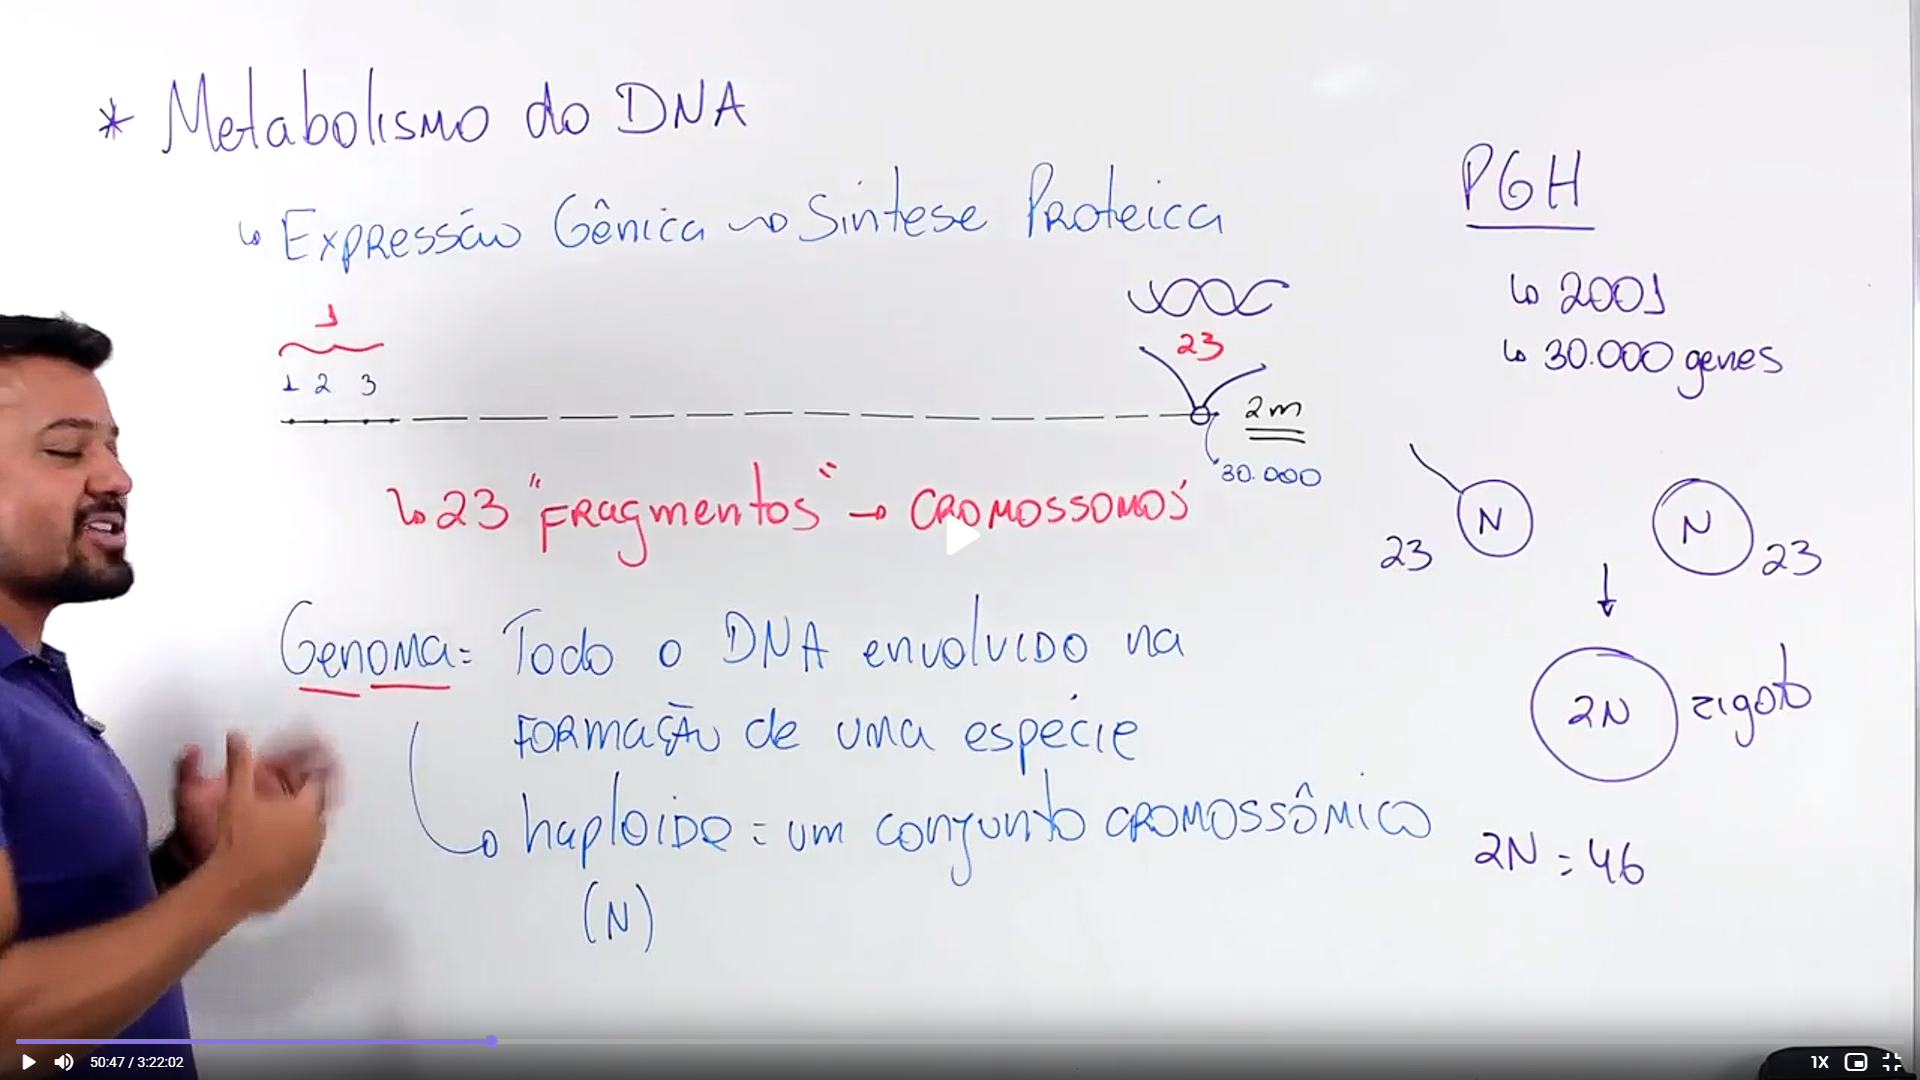 * Metabolismo do DNA
↳ Expressão Gênica → Síntese Proteica
1
1 2 3
23
2m
30.000
↳ 23 "Fragmentos" → Cromossomos
Genoma = Todo o DNA envolvido na
formação de uma espécie
haploide = um conjunto cromossômico
(N)
PGH
↳ 2001
↳ 30.000 genes
N
N
23
23
2N zigoto
2N = 46
50:47 / 3:22:02
1X